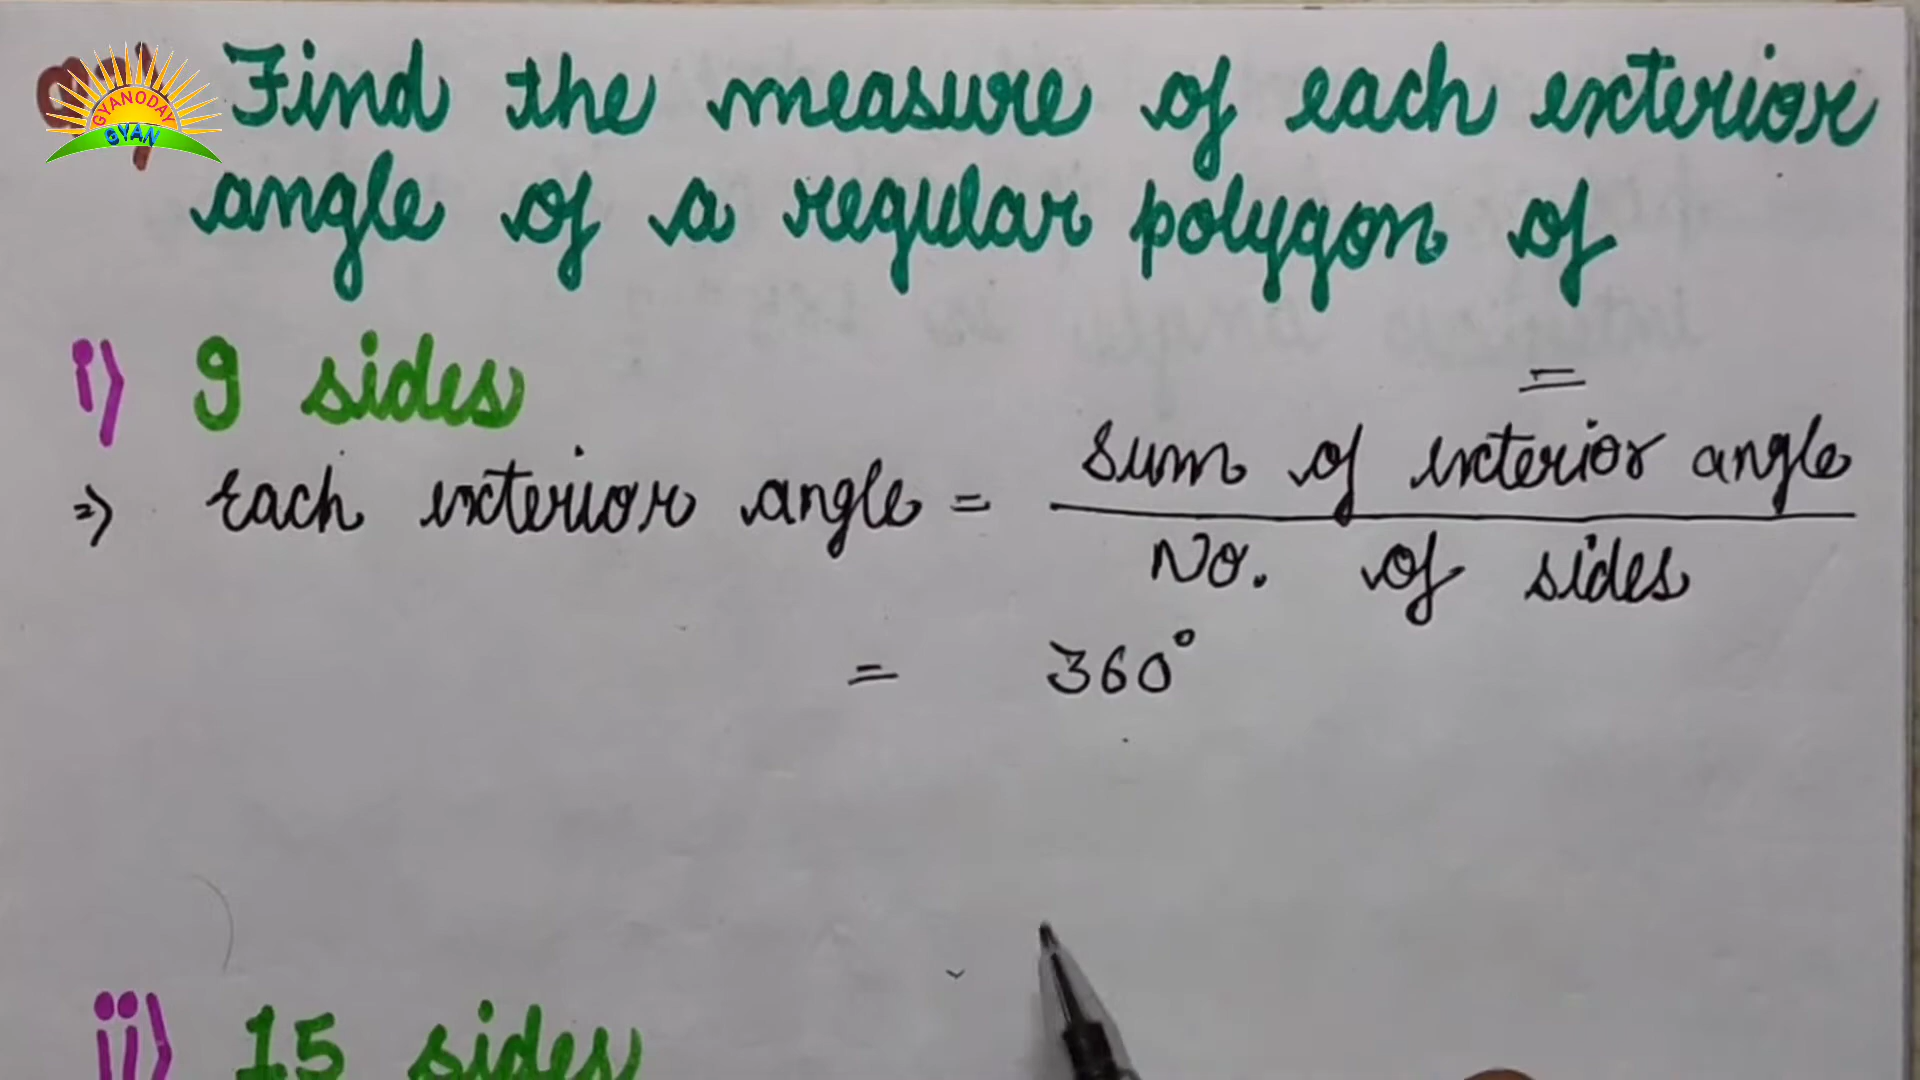 GYANODAY
GYAN
Find the measure of each exterior
angle of a regular polygon of
i) 9 sides
=
=> Each exterior angle = Sum of exterior angle
No. of sides
= 360°
ii) 15 sides